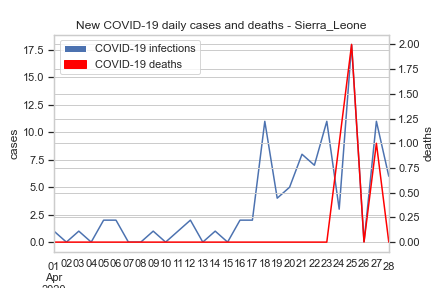 New COVID-19 daily cases and deaths - Sierra_Leone
COVID-19 infections
COVID-19 deaths
cases
17.5
15.0
12.5
10.0
7.5
5.0
2.5
0.0
deaths
2.00
1.75
1.50
1.25
1.00
0.75
0.50
0.25
0.00
01 02 03 04 05 06 07 08 09 10 11 12 13 14 15 16 17 18 19 20 21 22 23 24 25 26 27 28
Apr